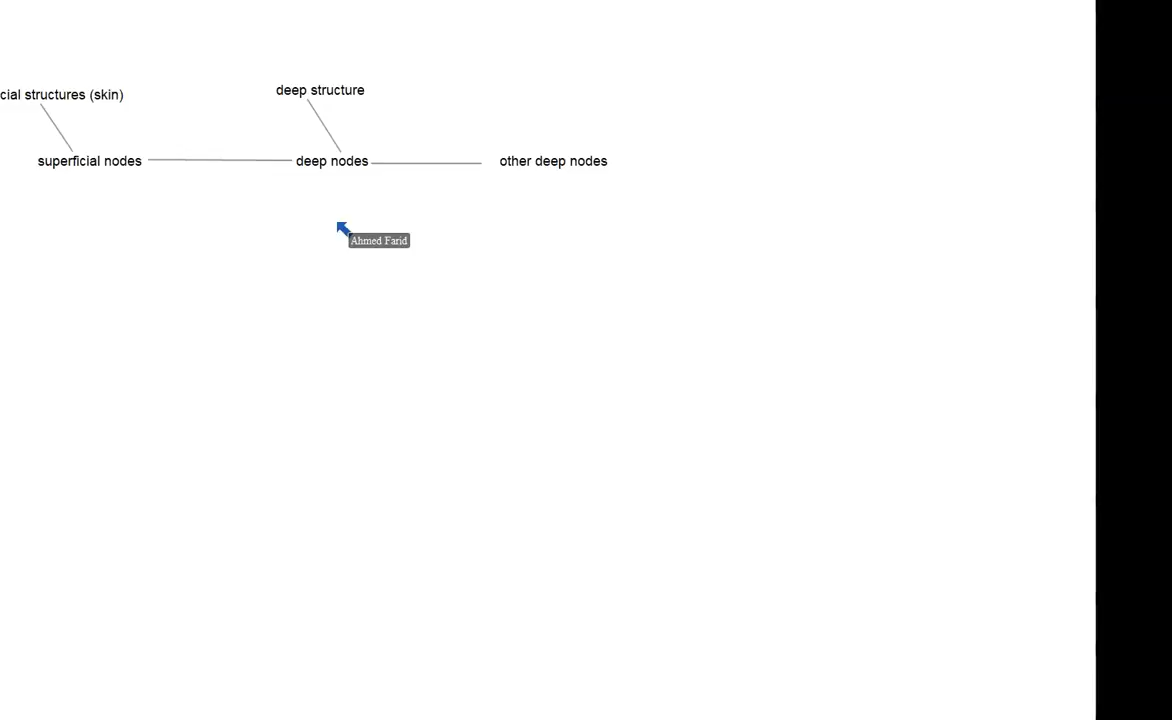 cial structures (skin)
deep structure
superficial nodes
deep nodes
other deep nodes
Ahmed Farid